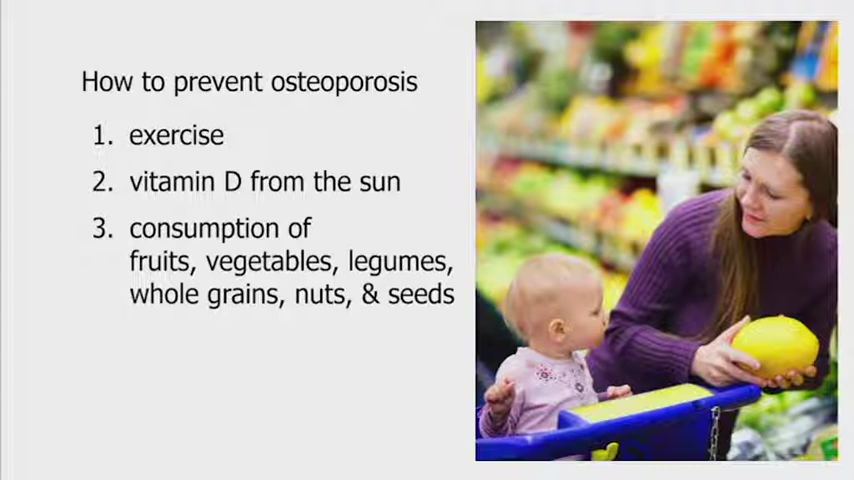 How to prevent osteoporosis
1. exercise
2. vitamin D from the sun
3. consumption of
fruits, vegetables, legumes,
whole grains, nuts, & seeds